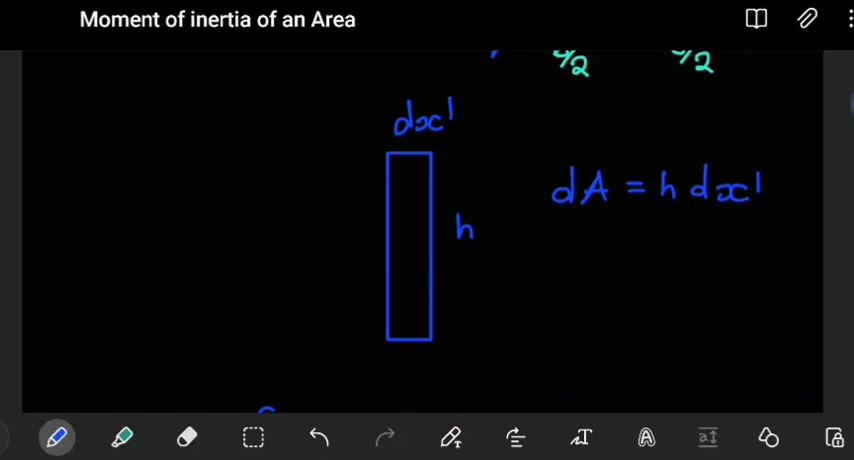 Moment of inertia of an Area
dx'
dA = h dx'
h